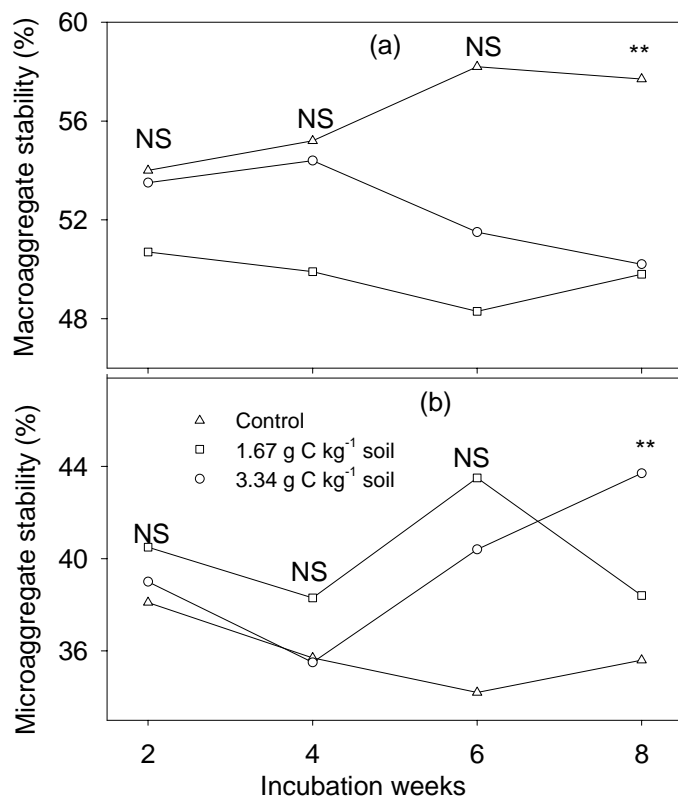 60
56
52
48
Macroaggregate stability (%)
(a)
NS
NS
NS
**
44
40
36
Microaggregate stability (%)
(b)
Control
1.67 g C kg⁻¹ soil
3.34 g C kg⁻¹ soil
NS
NS
NS
**
2 4 6 8
Incubation weeks